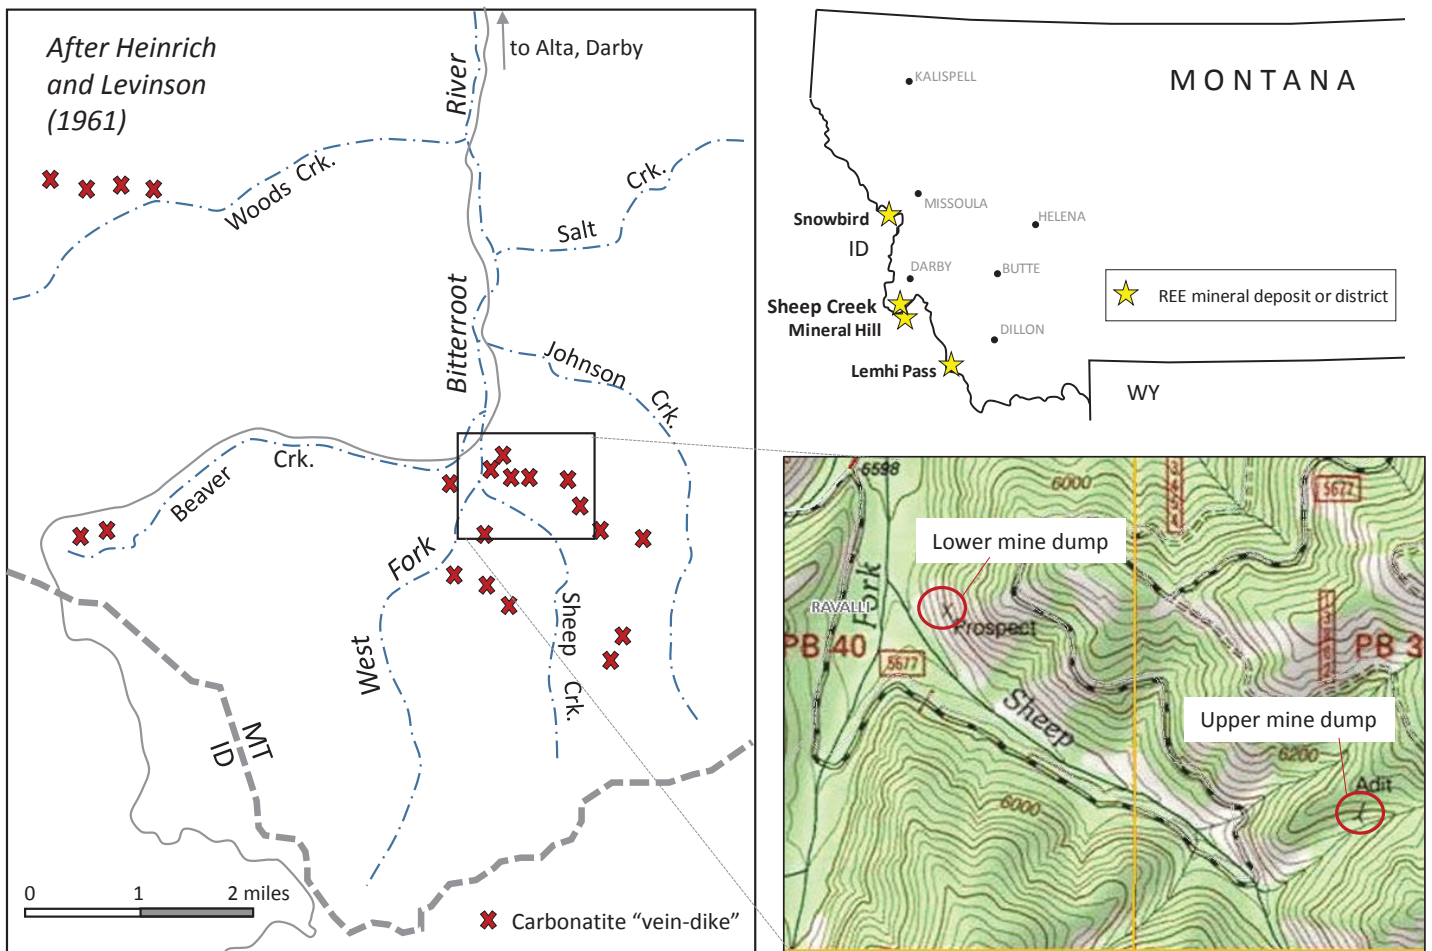 After Heinrich
and Levinson
(1961)
to Alta, Darby
River
Woods Crk.
Salt Crk.
Bitterroot
Johnson Crk.
Beaver Crk.
West Fork
Sheep Crk.
MT
ID
0 1 2 miles
Carbonatite “vein-dike”
MONTANA
KALISPELL
MISSOULA
HELENA
Snowbird
ID
DARBY
BUTTE
Sheep Creek
Mineral Hill
DILLON
Lemhi Pass
WY
REE mineral deposit or district
6598
6000
5677
Lower mine dump
Fork
RAVALLI
Prospect
PB 40
5677
PB 3
Sheep
Upper mine dump
6200
Adit
6000